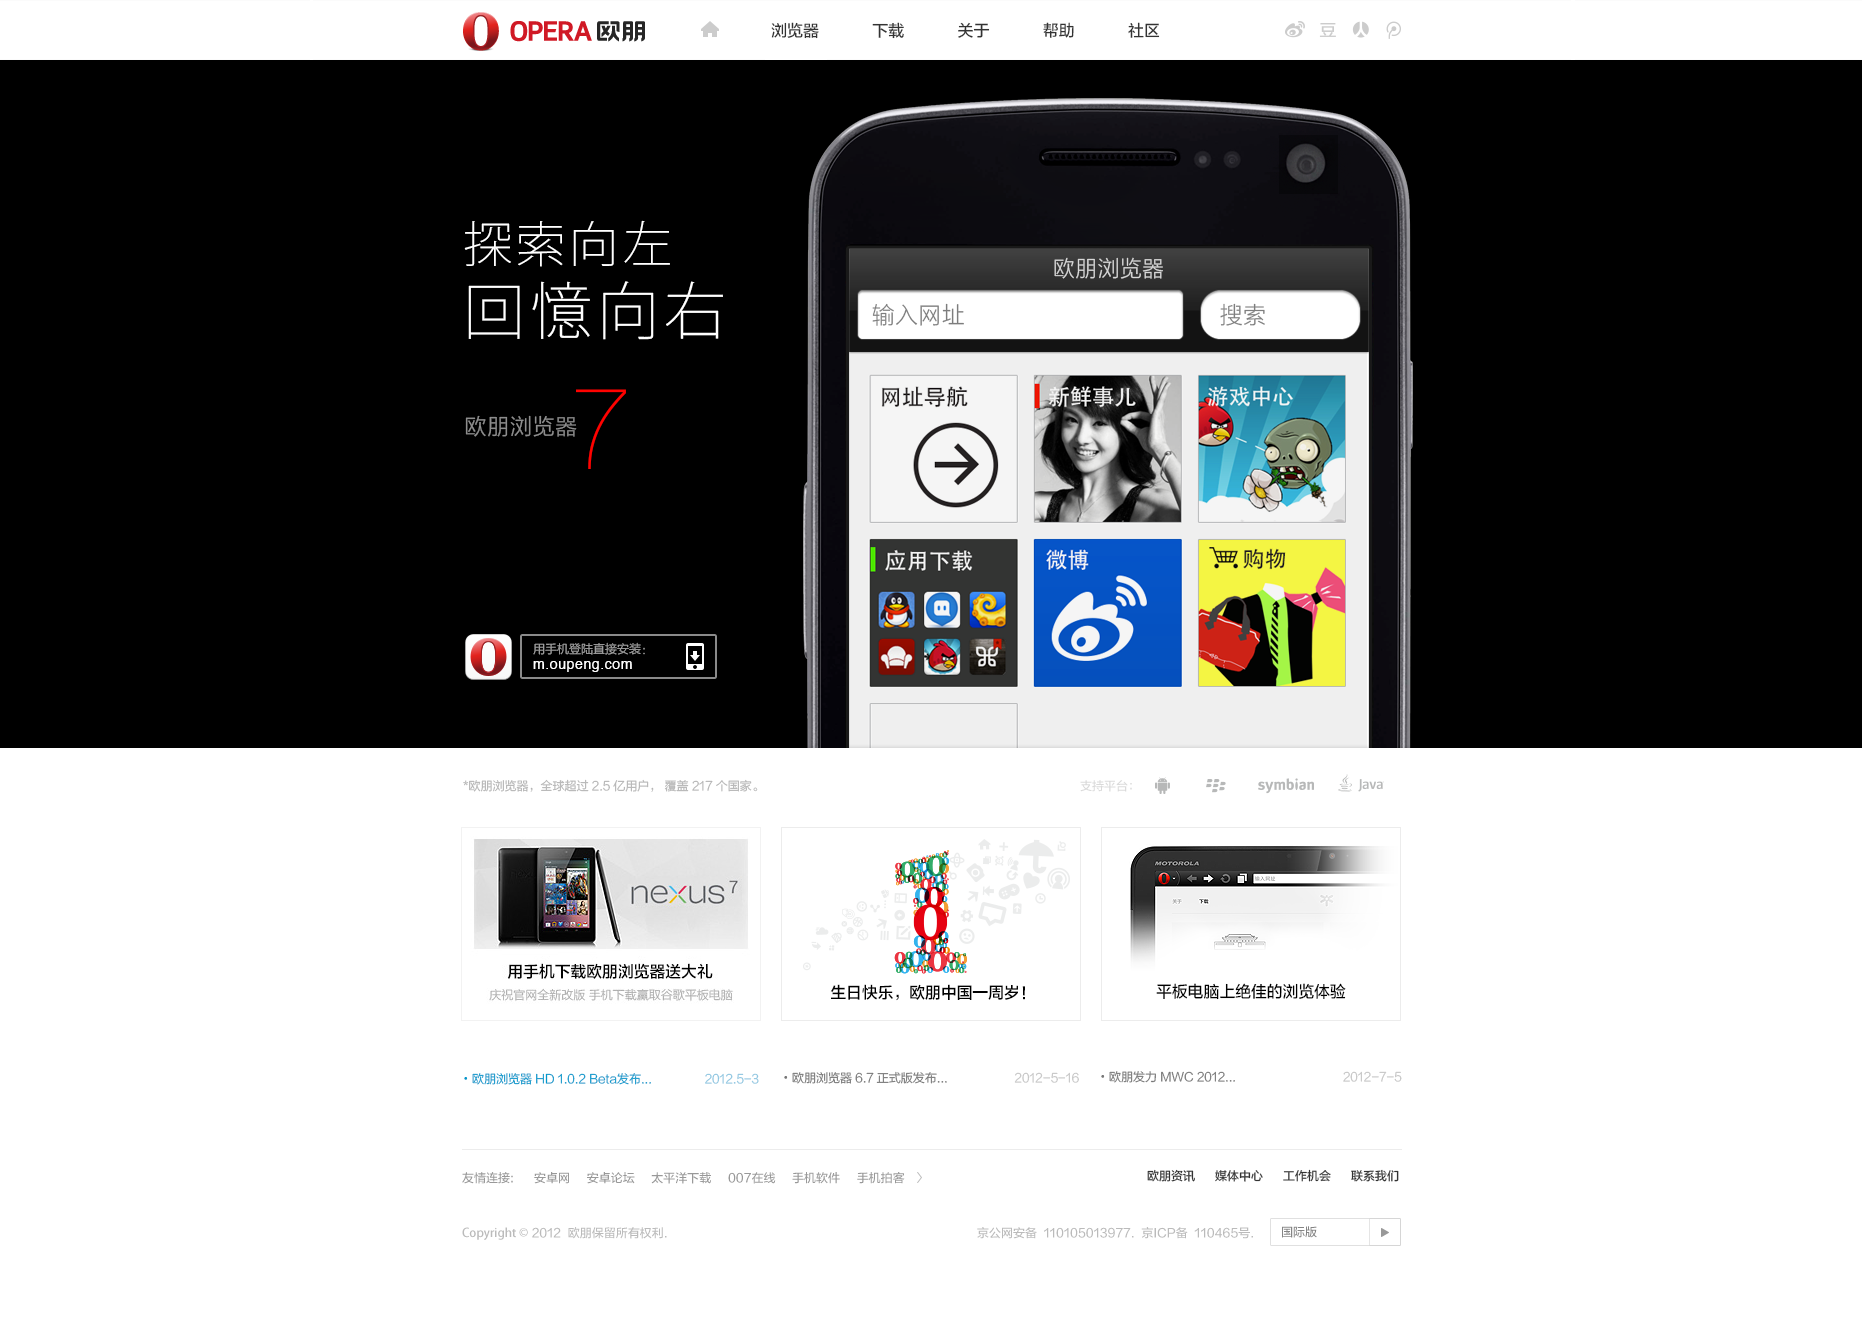 OPERA 欧朋
浏览器
下载
关于
帮助
社区
豆
探索向左
回憶向右
欧朋浏览器7
用手机登陆直接安装:
m.oupeng.com
欧朋浏览器
输入网址
搜索
网址导航
新鲜事儿
游戏中心
应用下载
微博
购物
*欧朋浏览器，全球超过 2.5 亿用户， 覆盖 217 个国家。
支持平台:
symbian
Java
nexus 7
用手机下载欧朋浏览器送大礼
庆祝官网全新改版 手机下载赢取谷歌平板电脑
生日快乐，欧朋中国一周岁！
MOTOROLA
输入网址
关于
下载
平板电脑上绝佳的浏览体验
· 欧朋浏览器 HD 1.0.2 Beta发布...
2012.5-3
· 欧朋浏览器 6.7 正式版发布...
2012-5-16
· 欧朋发力 MWC 2012...
2012-7-5
友情连接:
安卓网
安卓论坛
太平洋下载
007在线
手机软件
手机拍客
欧朋资讯
媒体中心
工作机会
联系我们
Copyright © 2012 欧朋保留所有权利.
京公网安备 110105013977. 京ICP备 110465号.
国际版